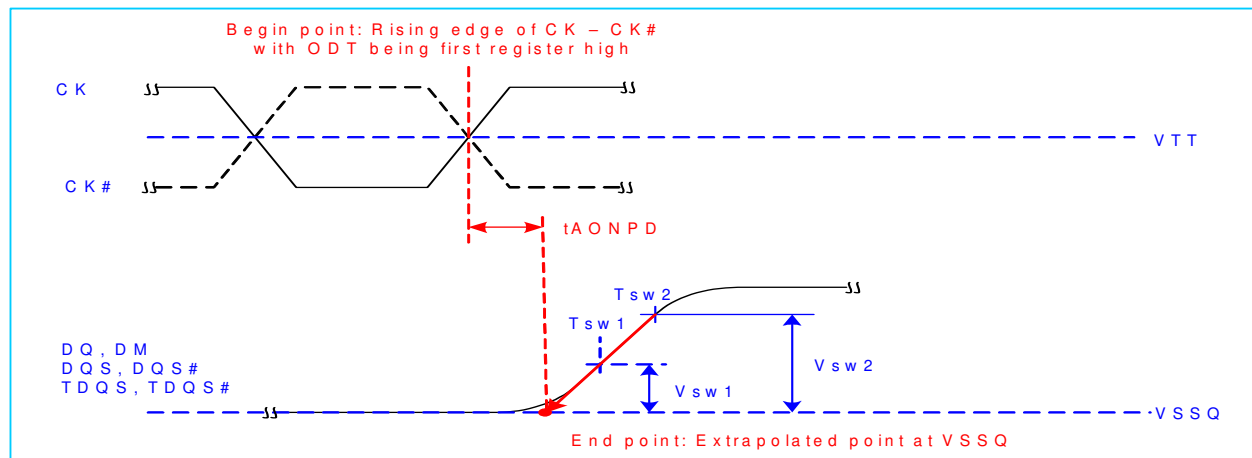 Begin point: Rising edge of CK – CK#
with ODT being first register high
CK
VTT
CK#
tAONPD
Tsw2
Tsw1
DQ, DM
DQS, DQS#
TDQS, TDQS#
Vsw1
Vsw2
VSSQ
End point: Extrapolated point at VSSQ